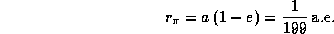 r_π = a (1 − e) = 1/199 а.е.